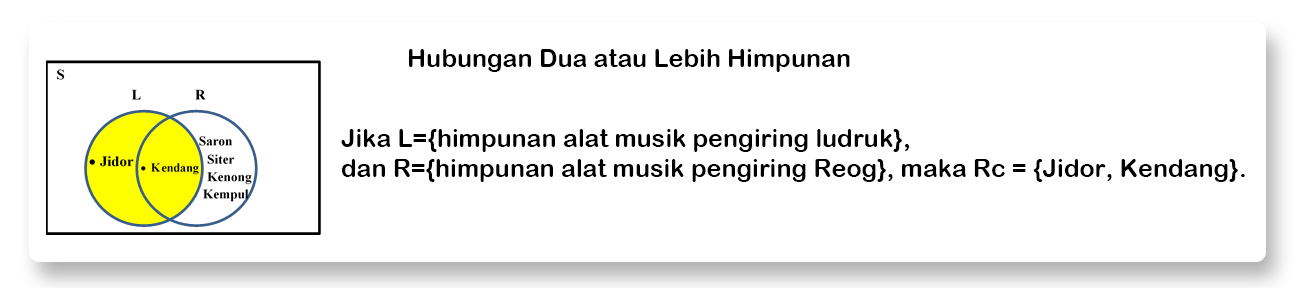 Hubungan Dua atau Lebih Himpunan
S
L R
Saron
• Jidor
• Kendang
Siter
Kenong
Kempul
Jika L={himpunan alat musik pengiring ludruk},
dan R={himpunan alat musik pengiring Reog}, maka Rc = {Jidor, Kendang}.